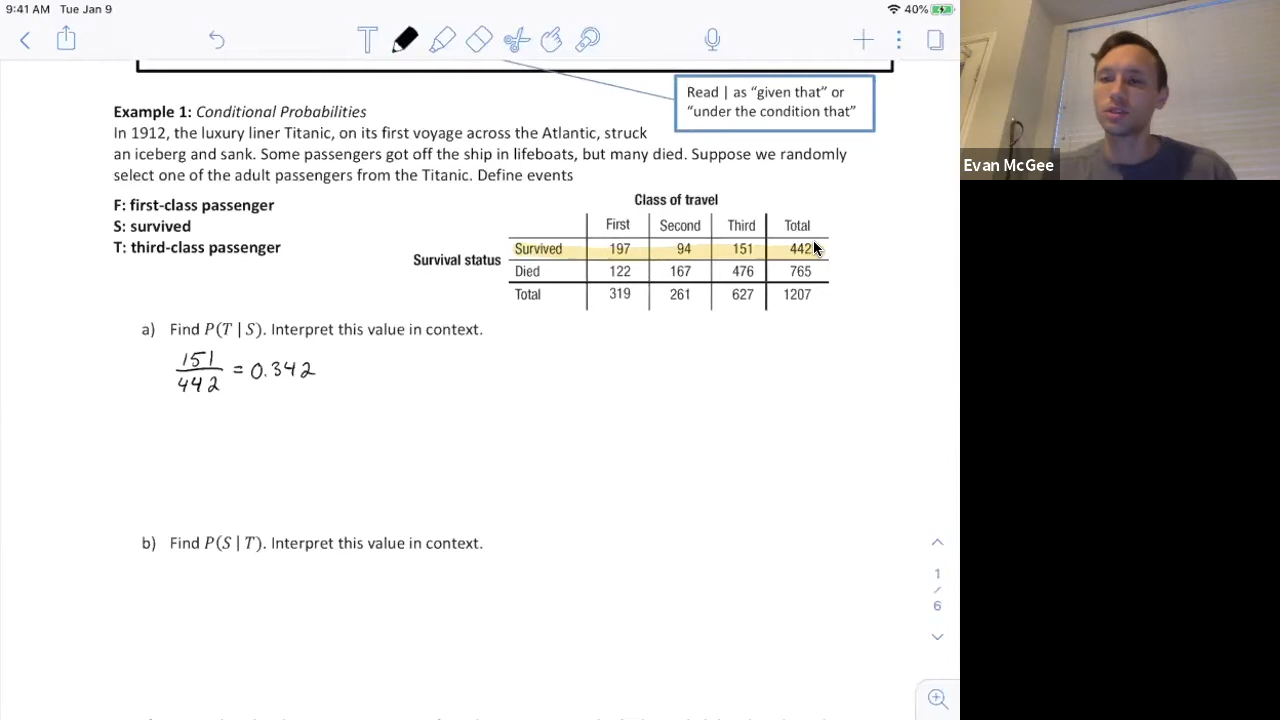 9:41 AM Tue Jan 9
40%
Read | as "given that" or
"under the condition that"
Evan McGee
Example 1: Conditional Probabilities
In 1912, the luxury liner Titanic, on its first voyage across the Atlantic, struck
an iceberg and sank. Some passengers got off the ship in lifeboats, but many died. Suppose we randomly
select one of the adult passengers from the Titanic. Define events
F: first-class passenger
S: survived
T: third-class passenger
Class of travel
First Second Third Total
Survival status
Survived 197 94 151 442
Died 122 167 476 765
Total 319 261 627 1207
a) Find P(T | S). Interpret this value in context.
151/442 = 0.342
b) Find P(S | T). Interpret this value in context.
1
/
6